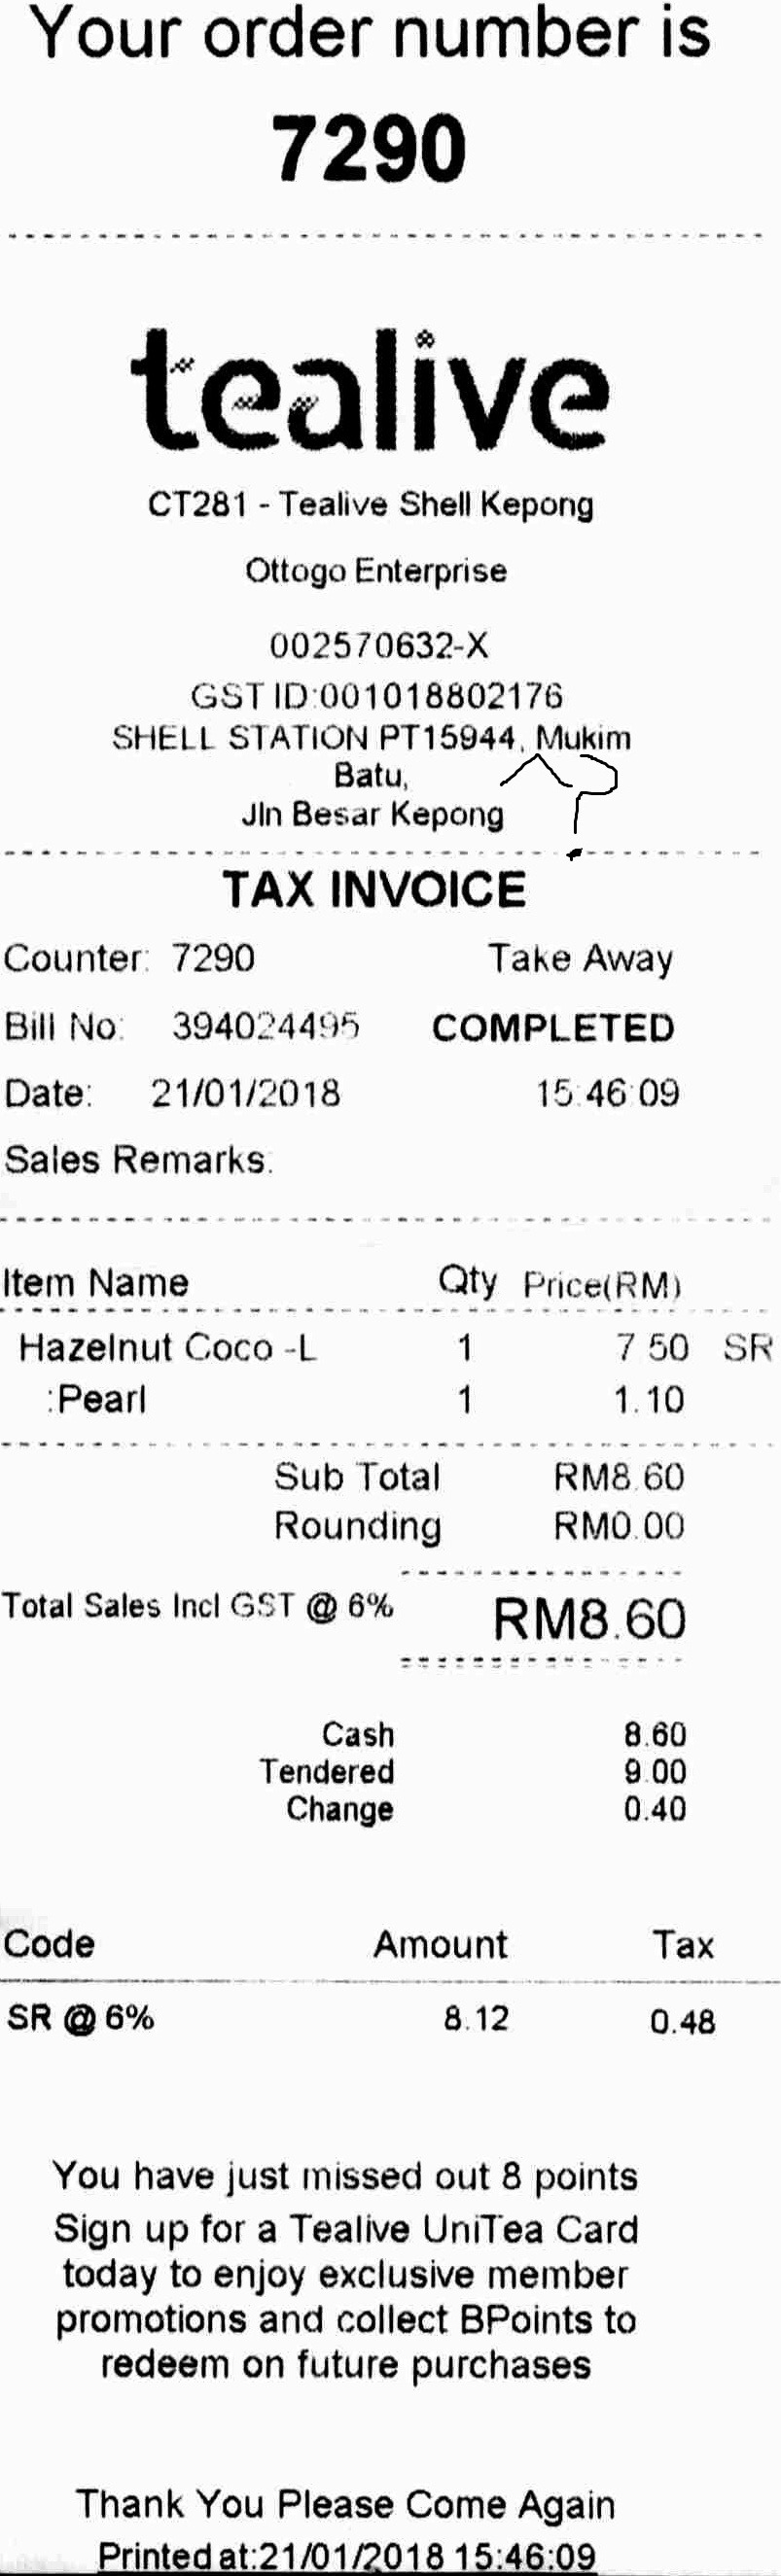 Your order number is
7290
tealive
CT281 - Tealive Shell Kepong
Ottogo Enterprise
002570632-X
GST ID:001018802176
SHELL STATION PT15944, Mukim
Batu,
Jln Besar Kepong
TAX INVOICE
Counter: 7290 Take Away
Bill No: 394024495 COMPLETED
Date: 21/01/2018 15:46:09
Sales Remarks:
Item Name Qty Price(RM)
Hazelnut Coco -L 1 7.50 SR
:Pearl 1 1.10
Sub Total RM8.60
Rounding RM0.00
Total Sales Incl GST @ 6% RM8.60
Cash 8.60
Tendered 9.00
Change 0.40
Code Amount Tax
SR @ 6% 8.12 0.48
You have just missed out 8 points
Sign up for a Tealive UniTea Card
today to enjoy exclusive member
promotions and collect BPoints to
redeem on future purchases
Thank You Please Come Again
Printed at:21/01/2018 15:46:09